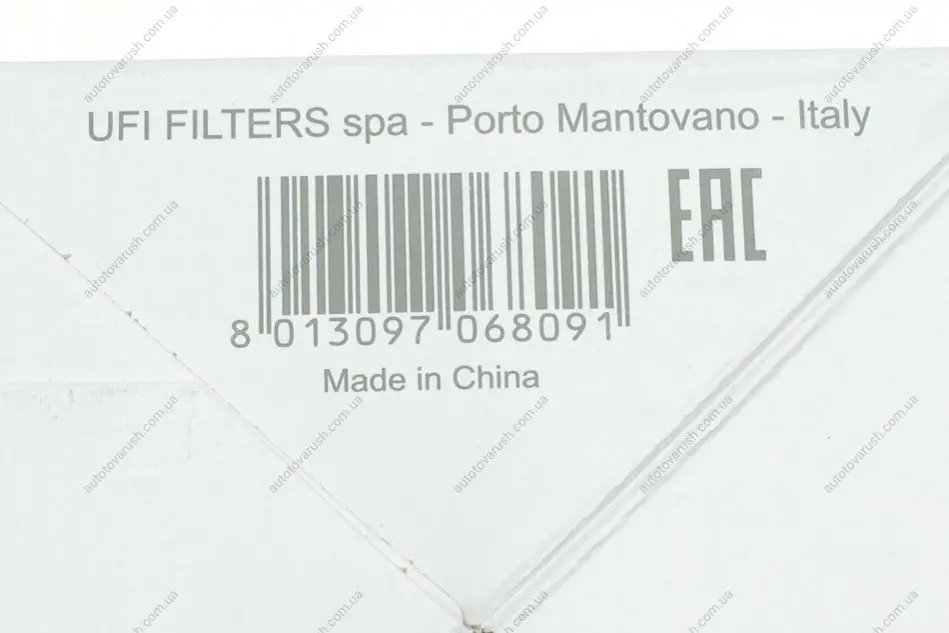 UFI FILTERS spa - Porto Mantovano - Italy
EAC
8 013097 068091
Made in China
autotovarush.com.ua